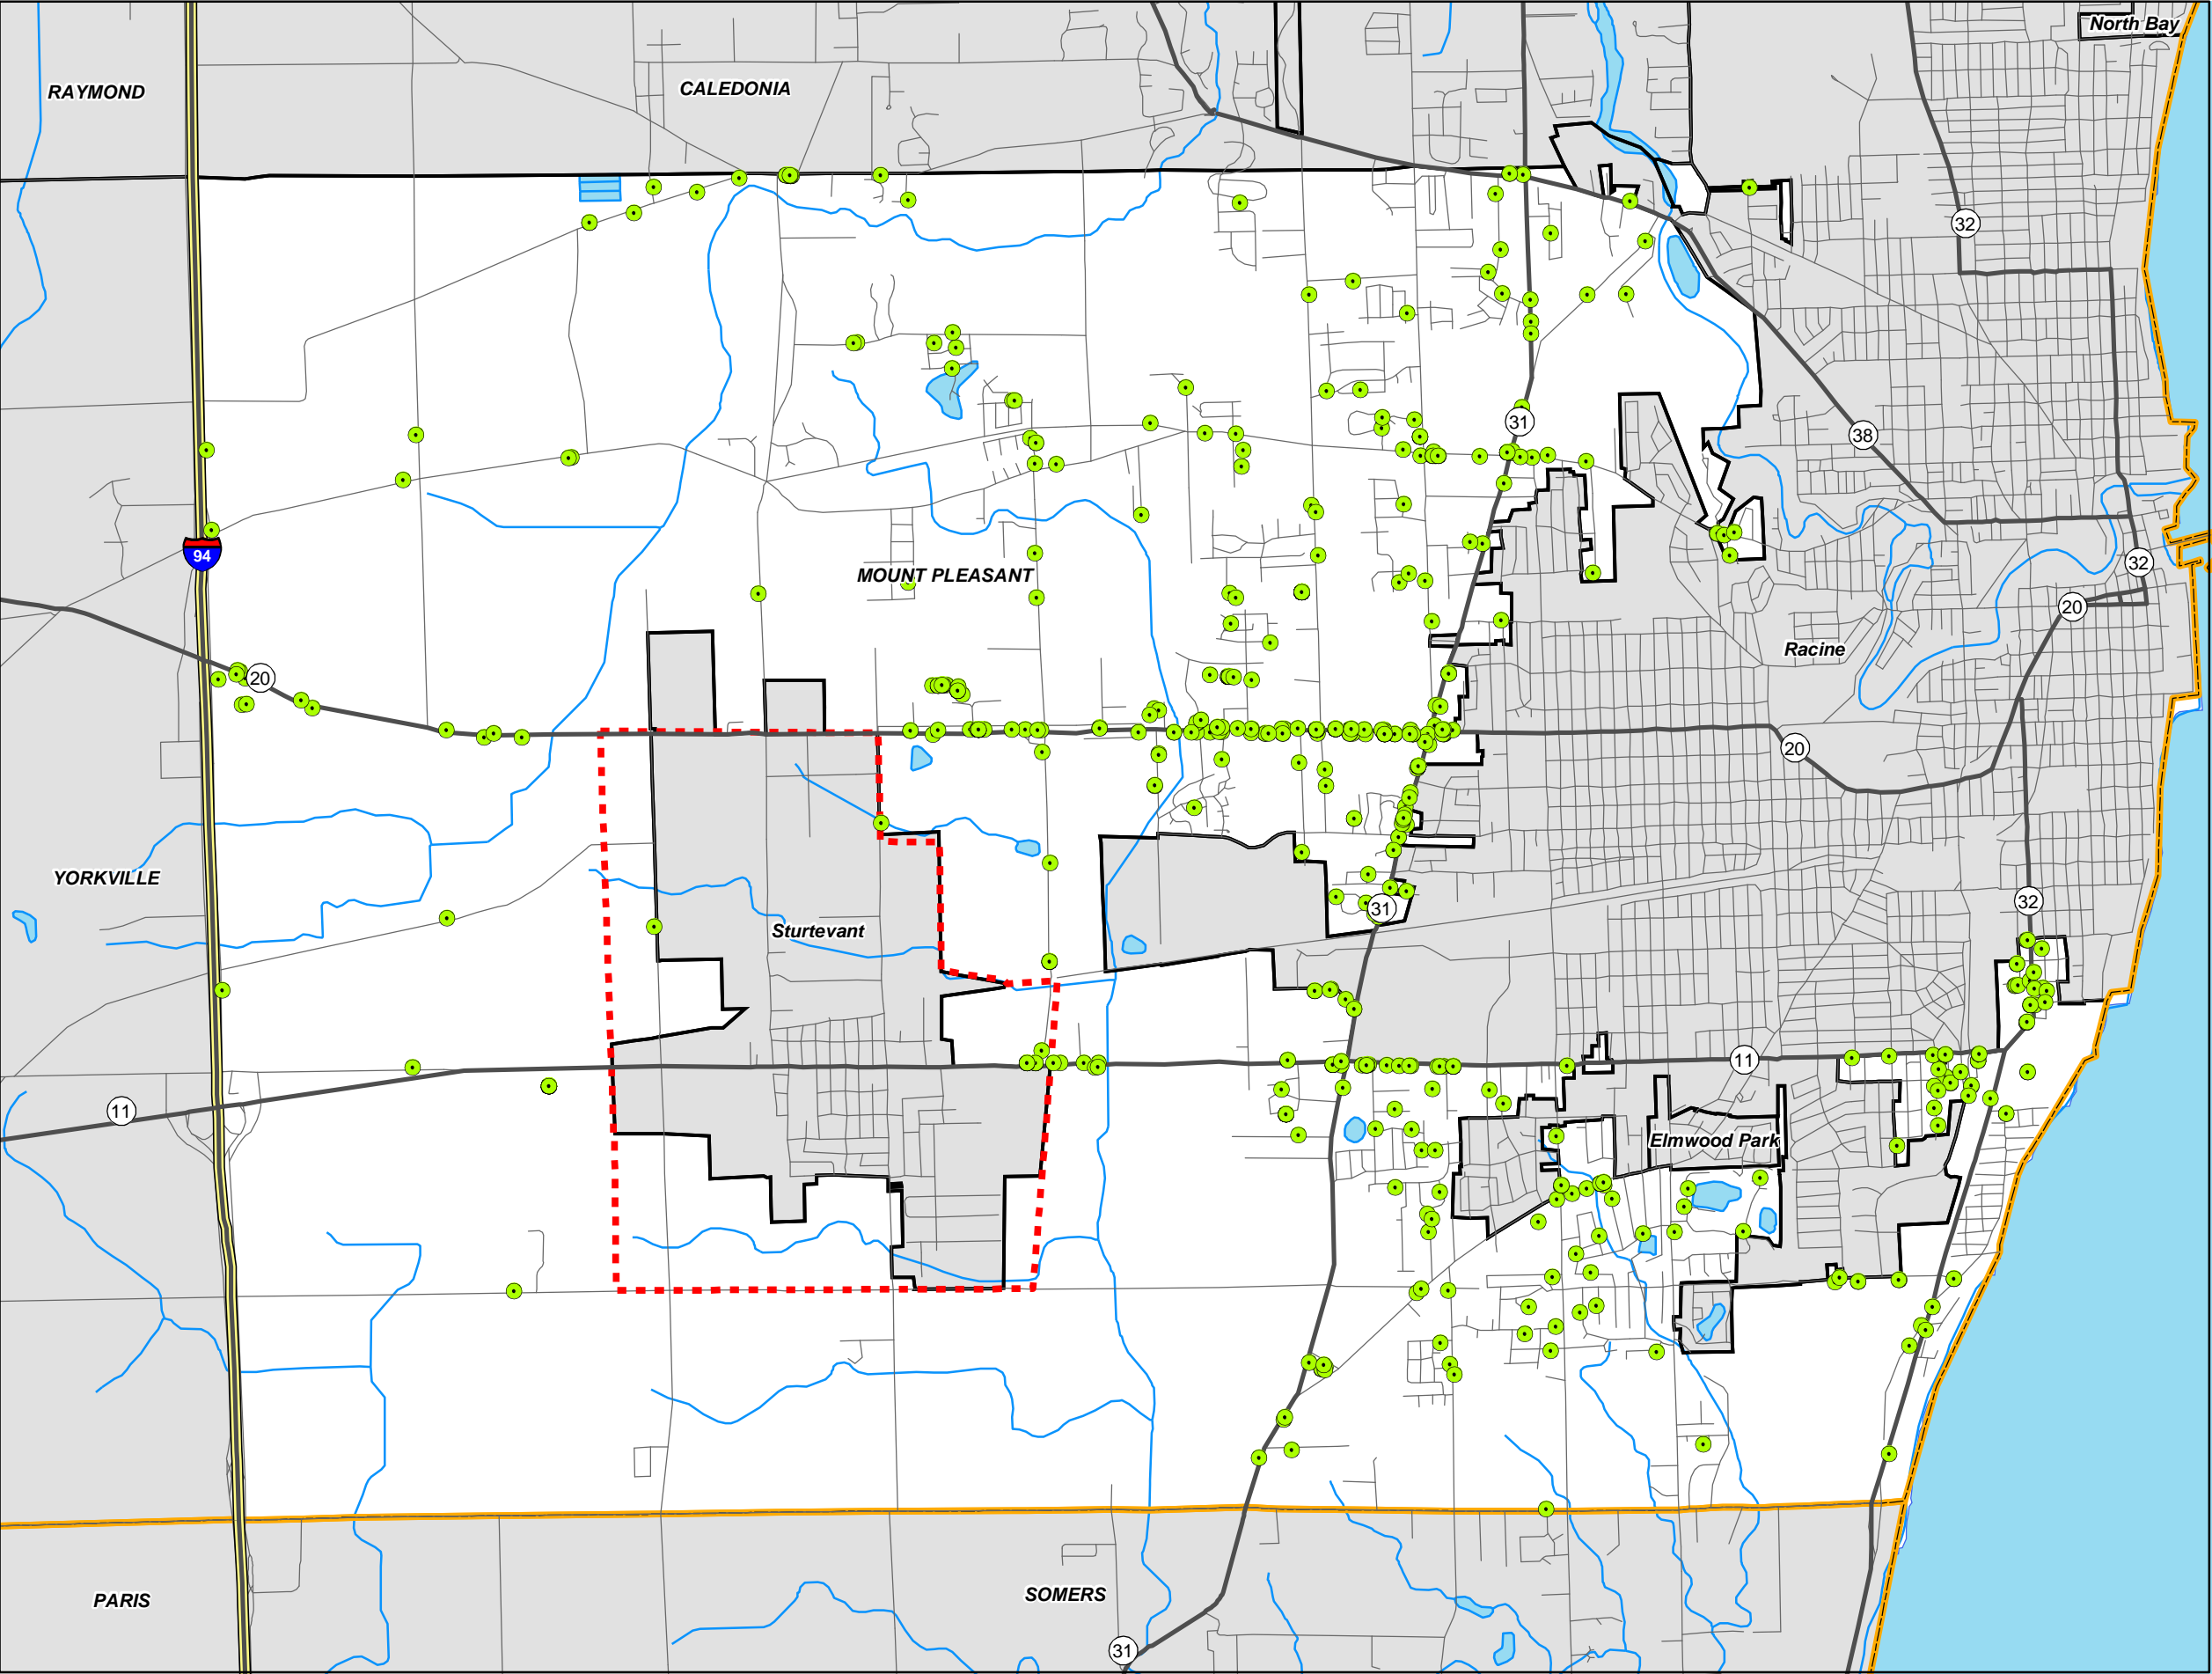 North Bay
RAYMOND
CALEDONIA
32
31
38
94
MOUNT PLEASANT
32
20
Racine
20
20
YORKVILLE
32
31
Sturtevant
11
11
Elmwood Park
PARIS
SOMERS
31